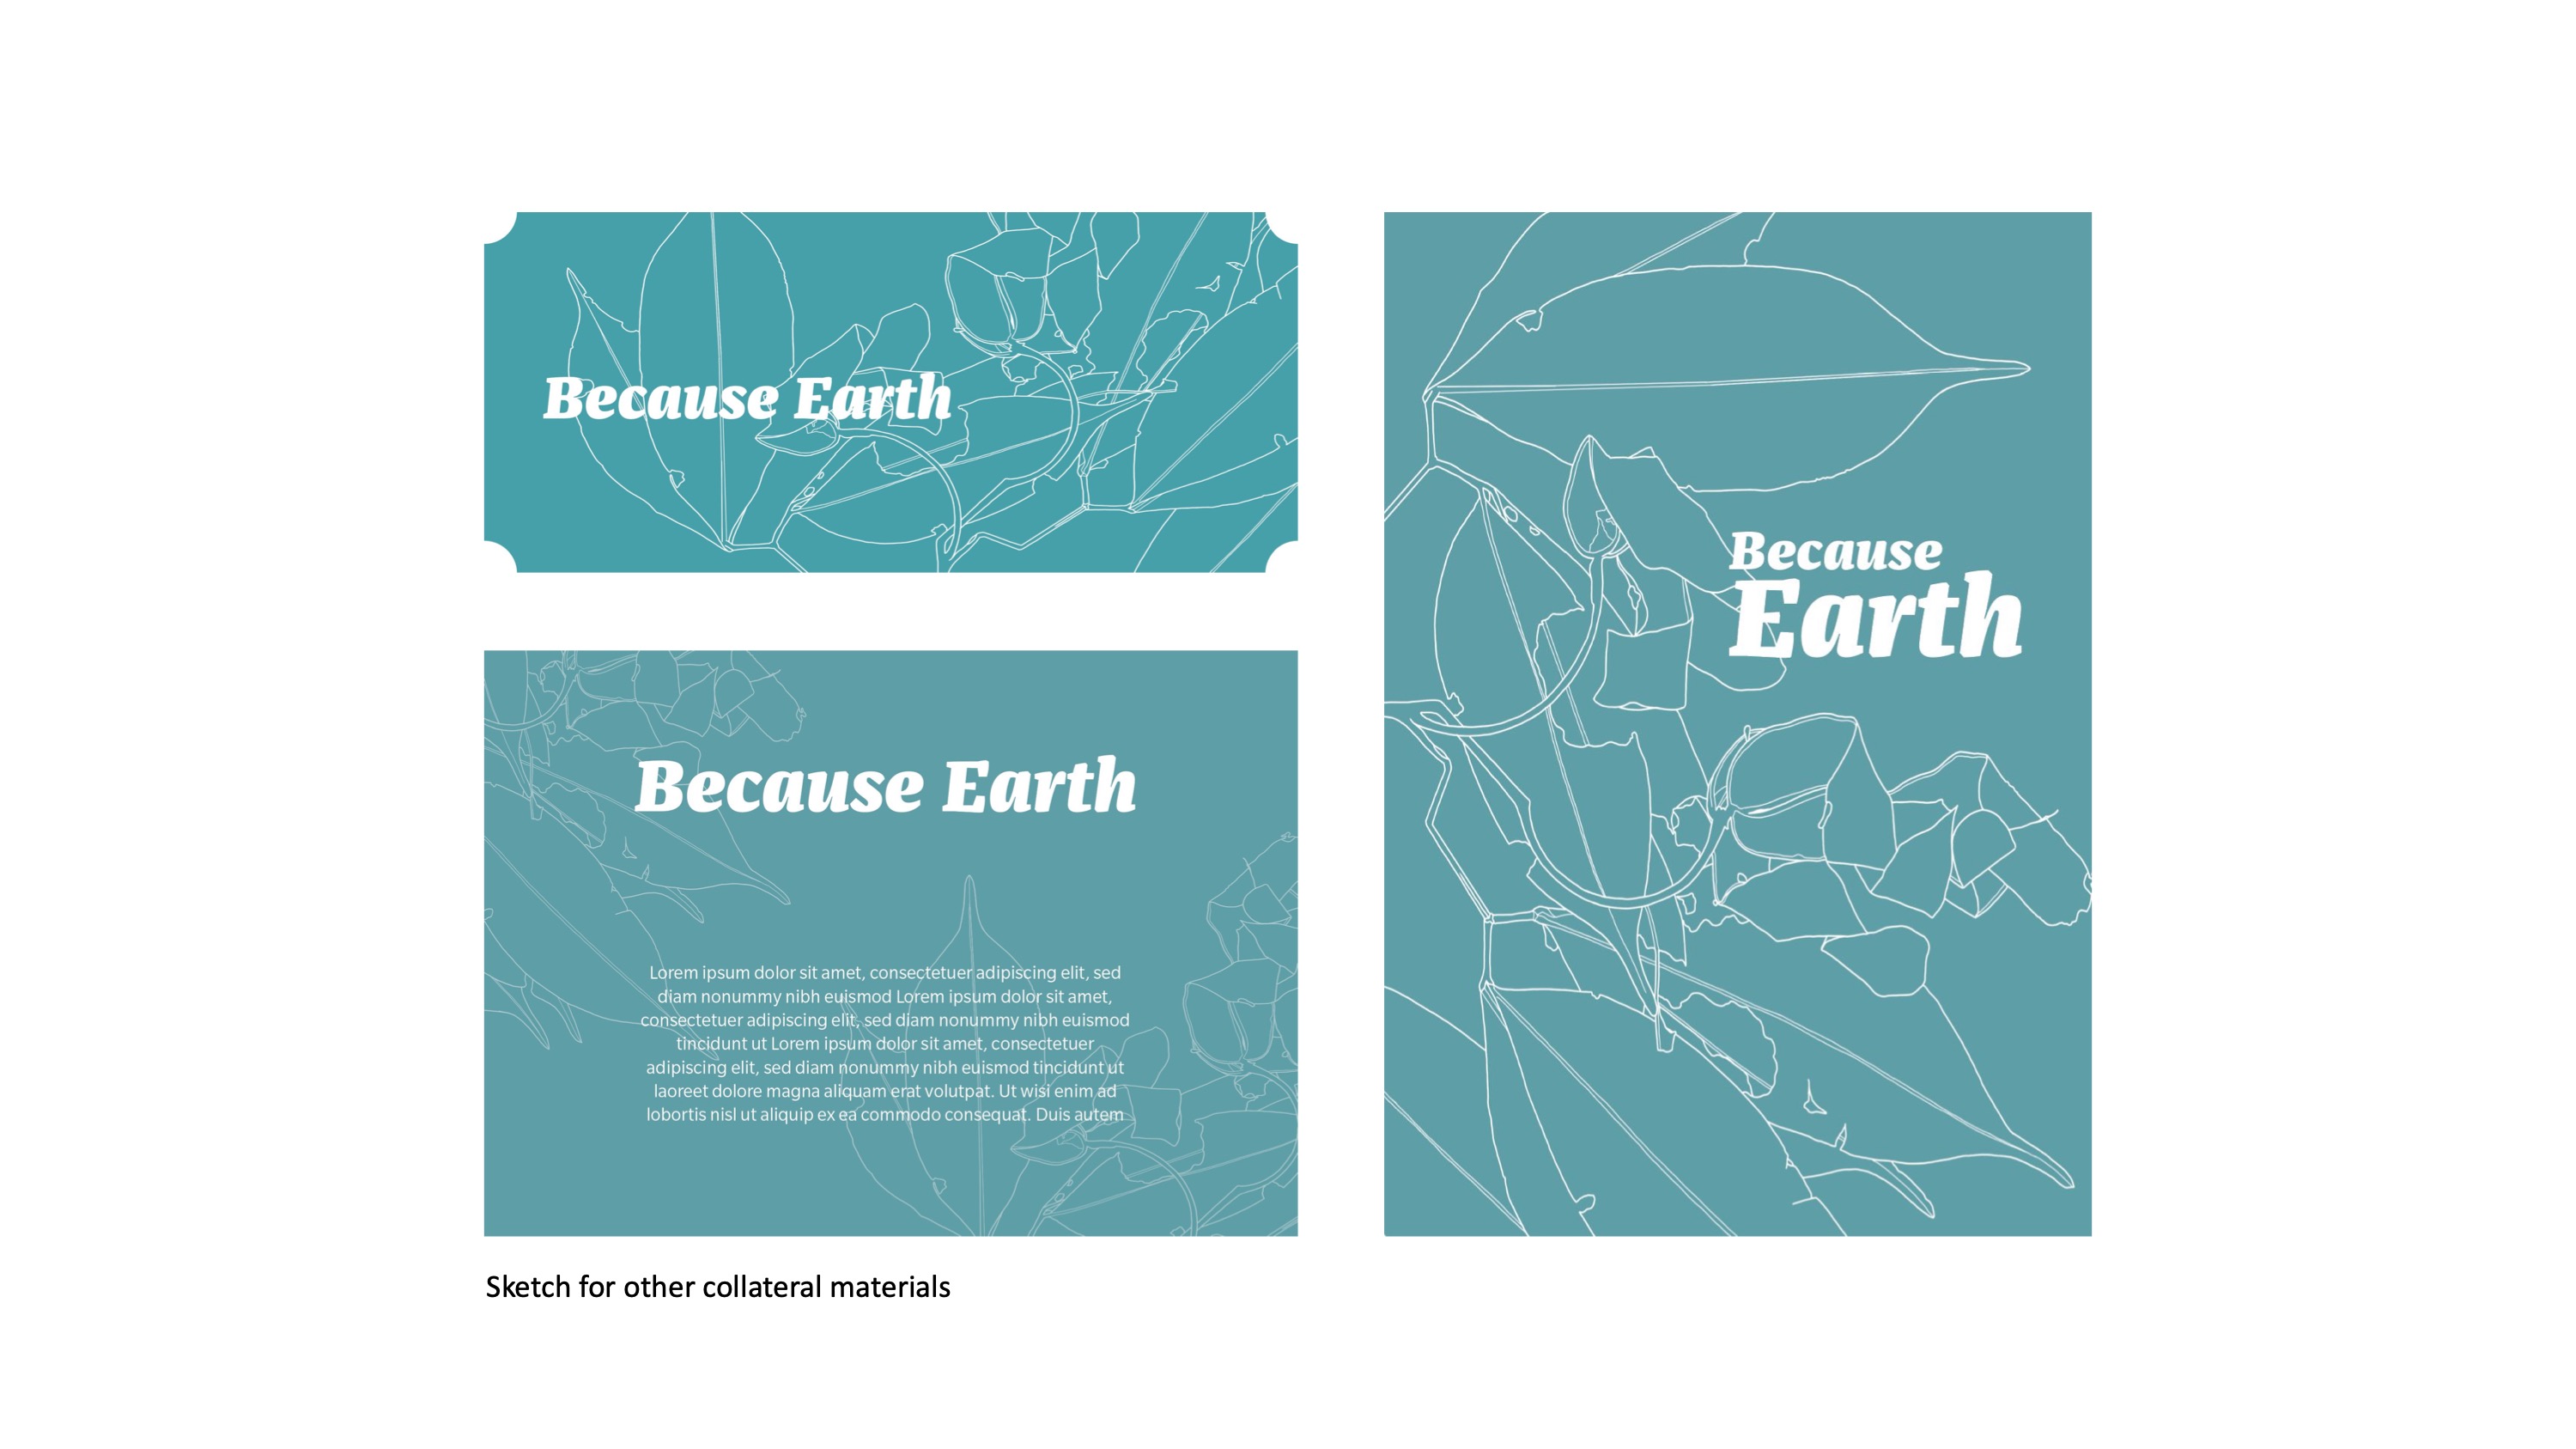 Because Earth
Because Earth
Lorem ipsum dolor sit amet, consectetuer adipiscing elit, sed
diam nonummy nibh euismod Lorem ipsum dolor sit amet,
consectetuer adipiscing elit, sed diam nonummy nibh euismod
tincidunt ut Lorem ipsum dolor sit amet, consectetuer
adipiscing elit, sed diam nonummy nibh euismod tincidunt ut
laoreet dolore magna aliquam erat volutpat. Ut wisi enim ad
lobortis nisl ut aliquip ex ea commodo consequat. Duis autem
Because
Earth
Sketch for other collateral materials